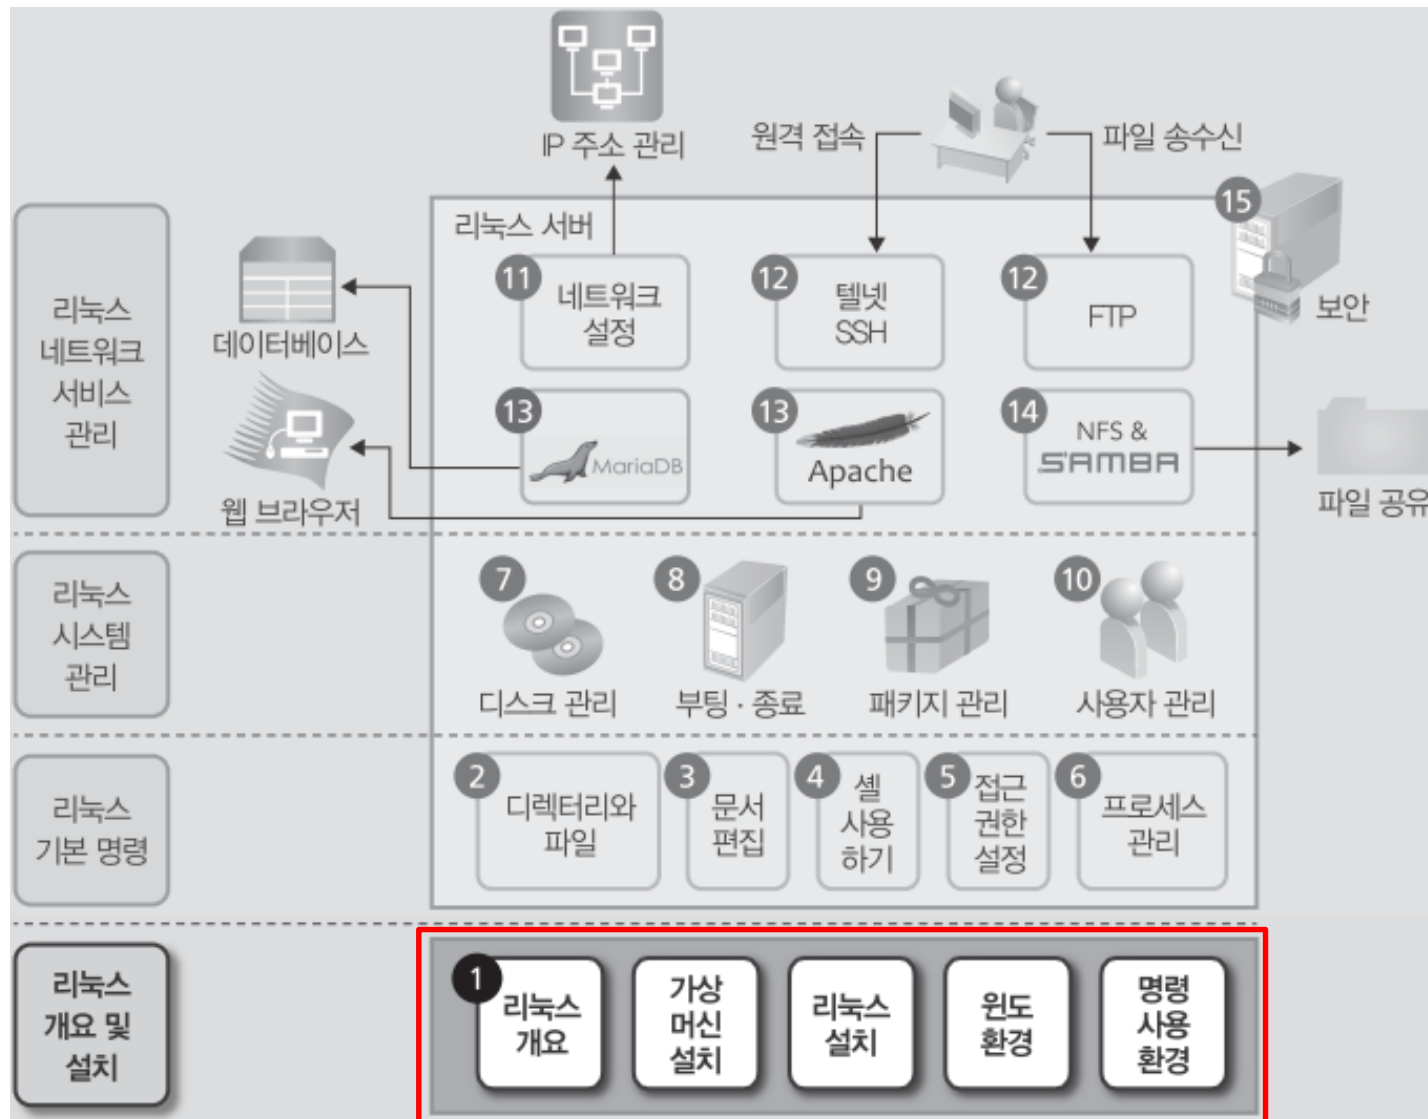 IP 주소 관리
원격 접속
파일 송수신
15
보안
리눅스
네트워크
서비스
관리
데이터베이스
웹 브라우저
리눅스 서버
11
네트워크
설정
12
텔넷
SSH
12
FTP
13
MariaDB
13
Apache
14
NFS &
SAMBA
파일 공유
리눅스
시스템
관리
7
디스크 관리
8
부팅 · 종료
9
패키지 관리
10
사용자 관리
리눅스
기본 명령
2
디렉터리와
파일
3
문서
편집
4
셸
사용
하기
5
접근
권한
설정
6
프로세스
관리
리눅스
개요 및
설치
1
리눅스
개요
가상
머신
설치
리눅스
설치
윈도
환경
명령
사용
환경